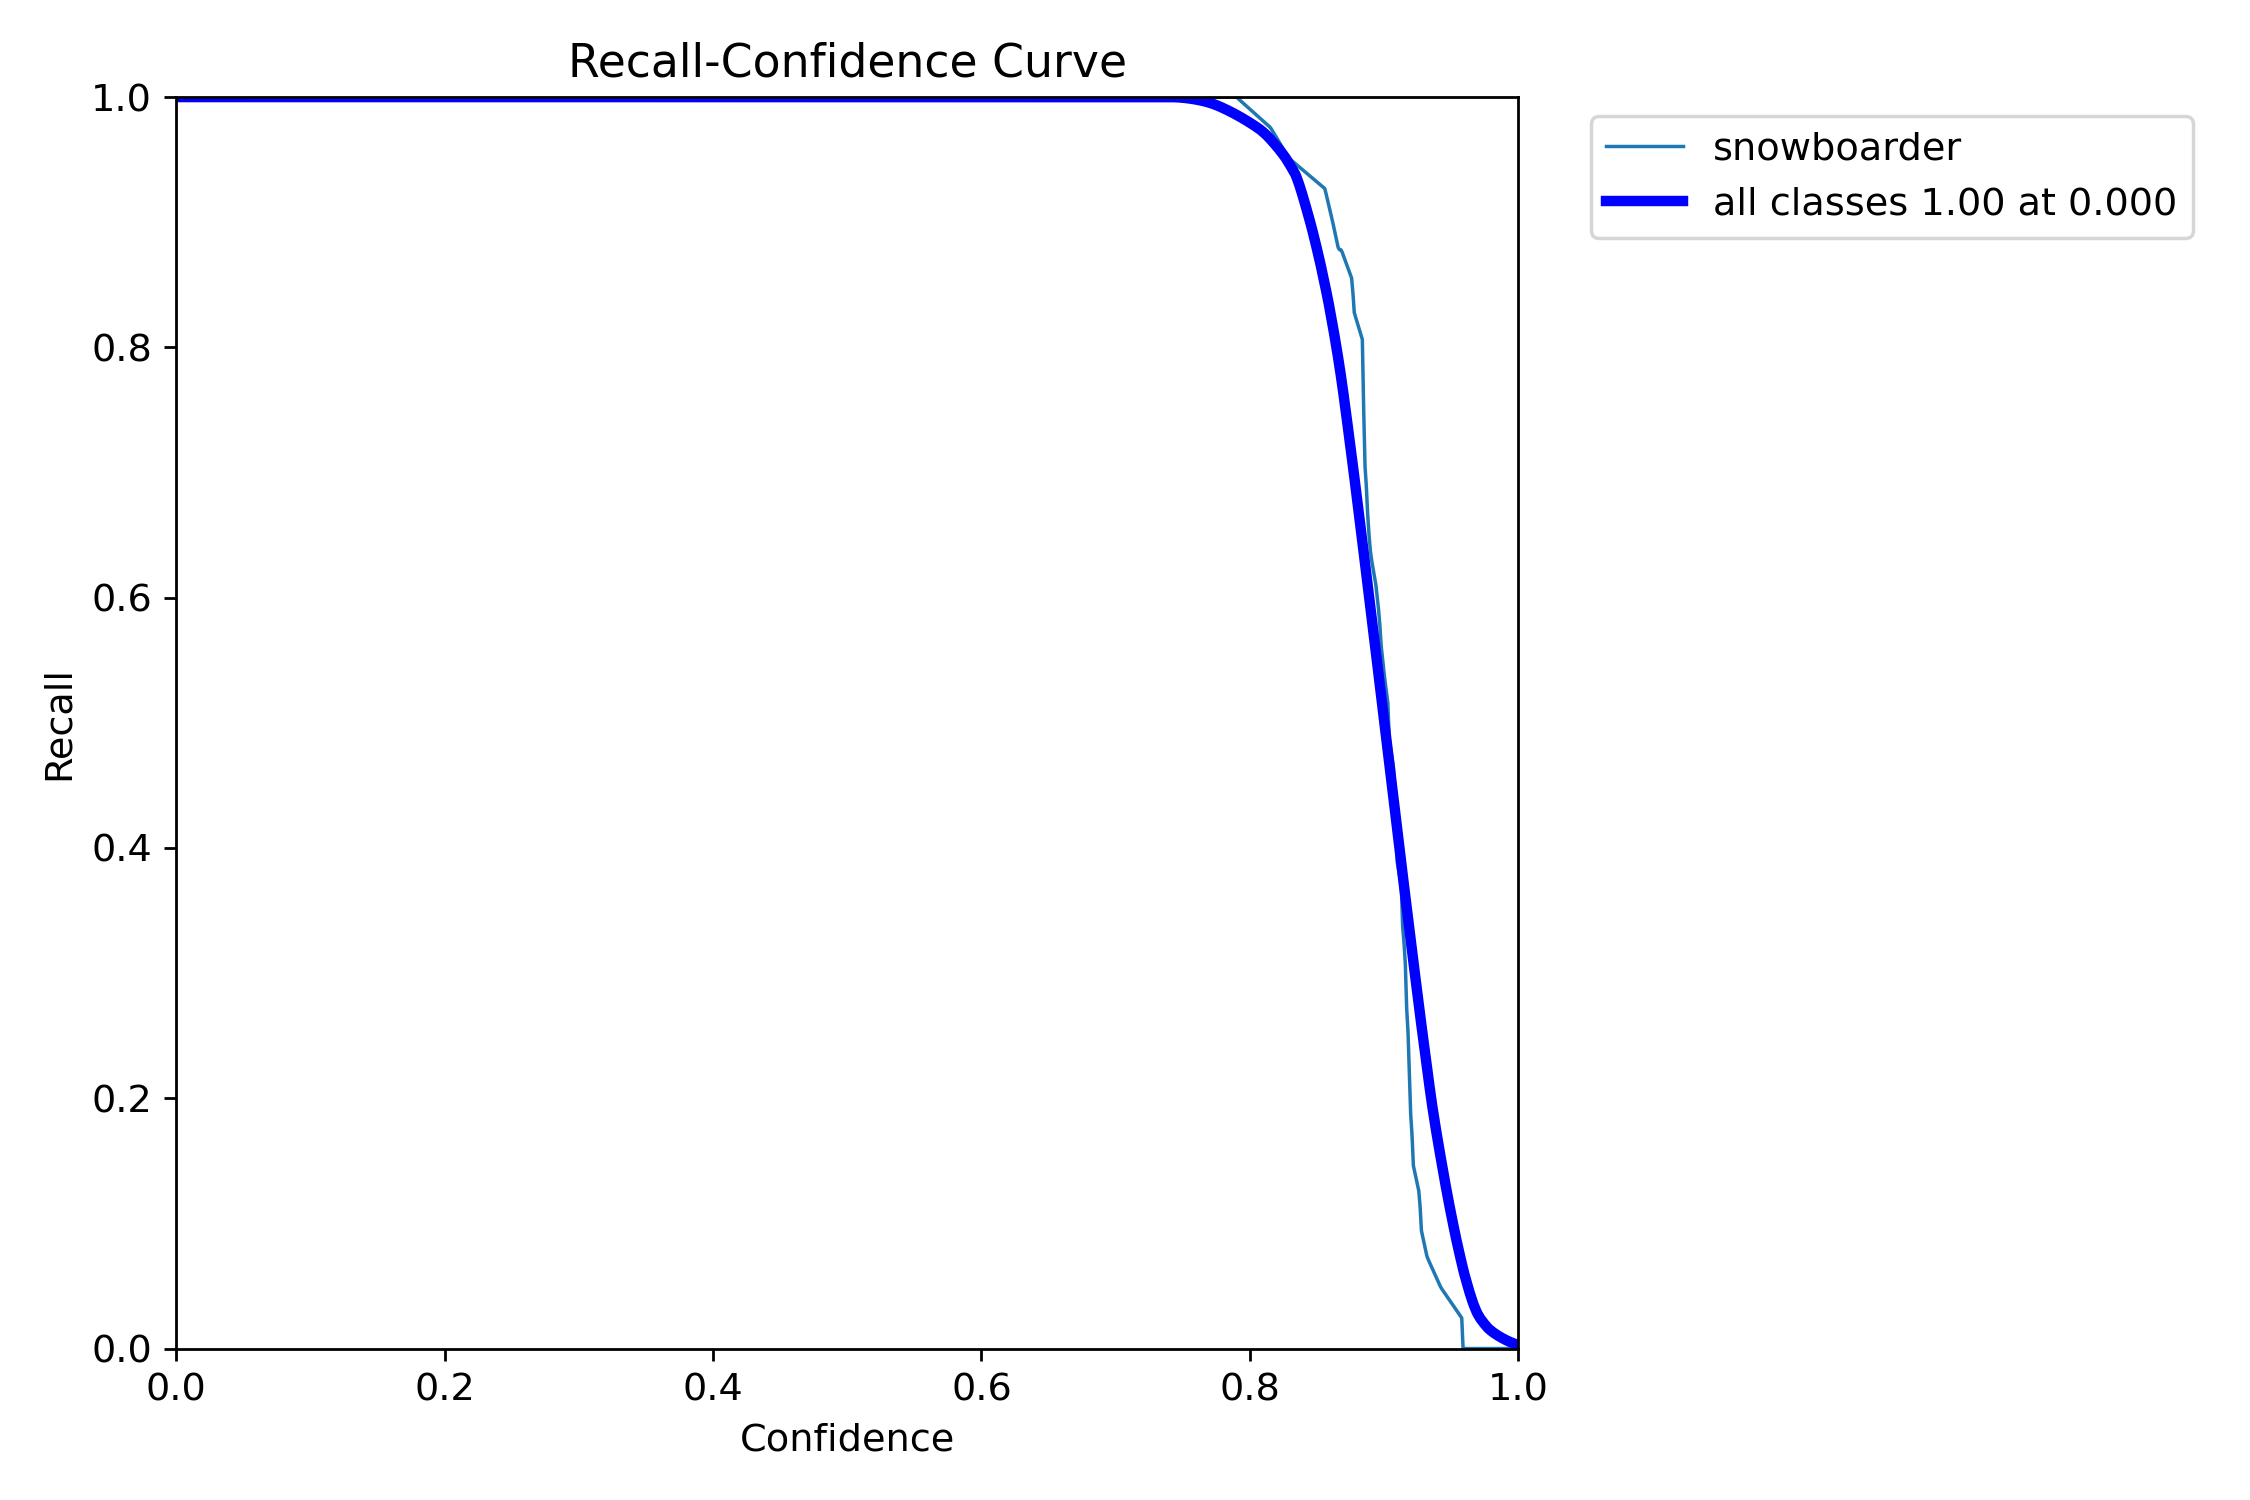 Recall-Confidence Curve
1.0
0.8
0.6
0.4
0.2
0.0
Recall
0.0 0.2 0.4 0.6 0.8 1.0
Confidence
snowboarder
all classes 1.00 at 0.000